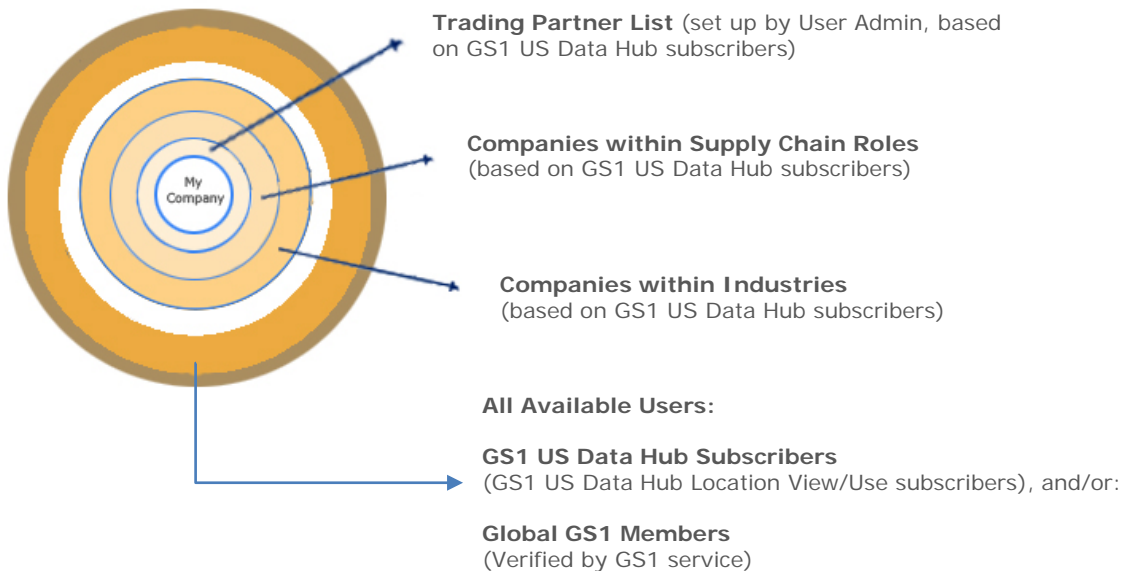 Trading Partner List (set up by User Admin, based
on GS1 US Data Hub subscribers)
My
Company
Companies within Supply Chain Roles
(based on GS1 US Data Hub subscribers)
Companies within Industries
(based on GS1 US Data Hub subscribers)
All Available Users:
GS1 US Data Hub Subscribers
(GS1 US Data Hub Location View/Use subscribers), and/or:
Global GS1 Members
(Verified by GS1 service)